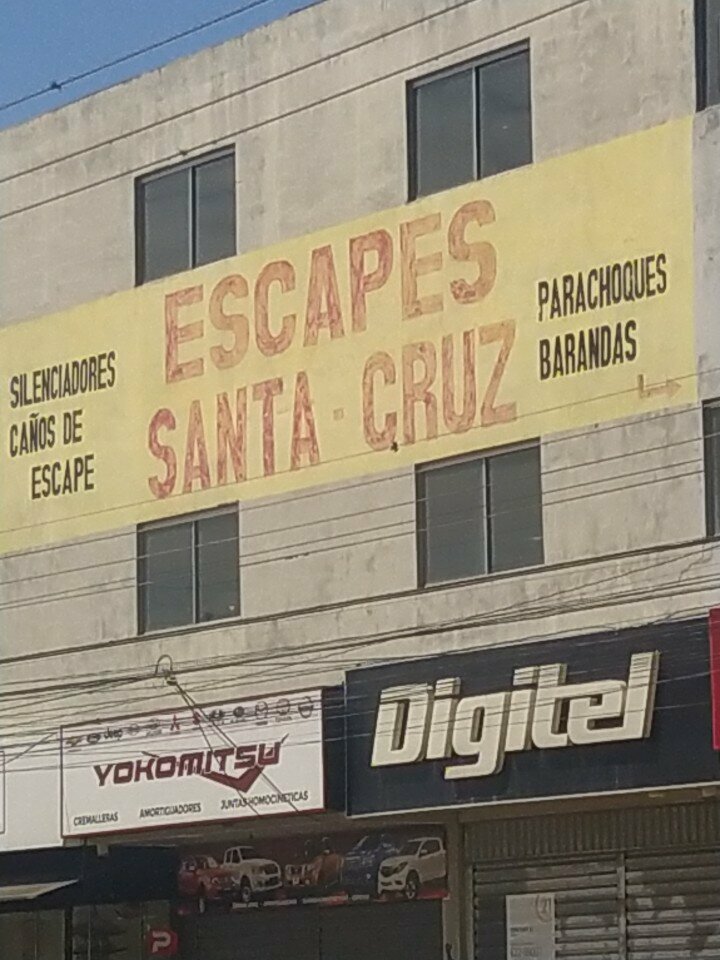 ESCAPES
SANTA-CRUZ
SILENCIADORES
CAÑOS DE
ESCAPE
PARACHOQUES
BARANDAS
Digitel
YOKOMITSU
CREMALLERAS AMORTIGUADORES JUNTAS HOMOCINETICAS
P